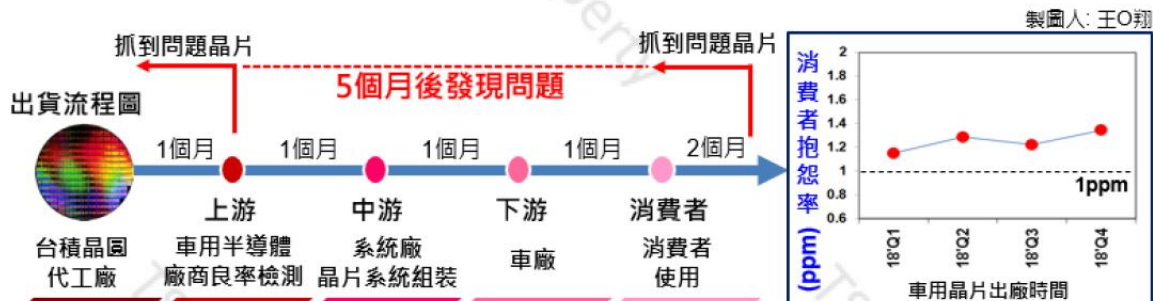 製圖人: 王O翔
抓到問題晶片
抓到問題晶片
5個月後發現問題
出貨流程圖
1個月
1個月
1個月
1個月
2個月
上游
中游
下游
消費者
台積晶圓
代工廠
車用半導體
廠商良率檢測
系統廠
晶片系統組裝
車廠
消費者
使用
消費者抱怨率 (ppm)
2
1.8
1.6
1.4
1.2
1
0.8
0.6
1ppm
18'Q1
18'Q2
18'Q3
18'Q4
車用晶片出廠時間